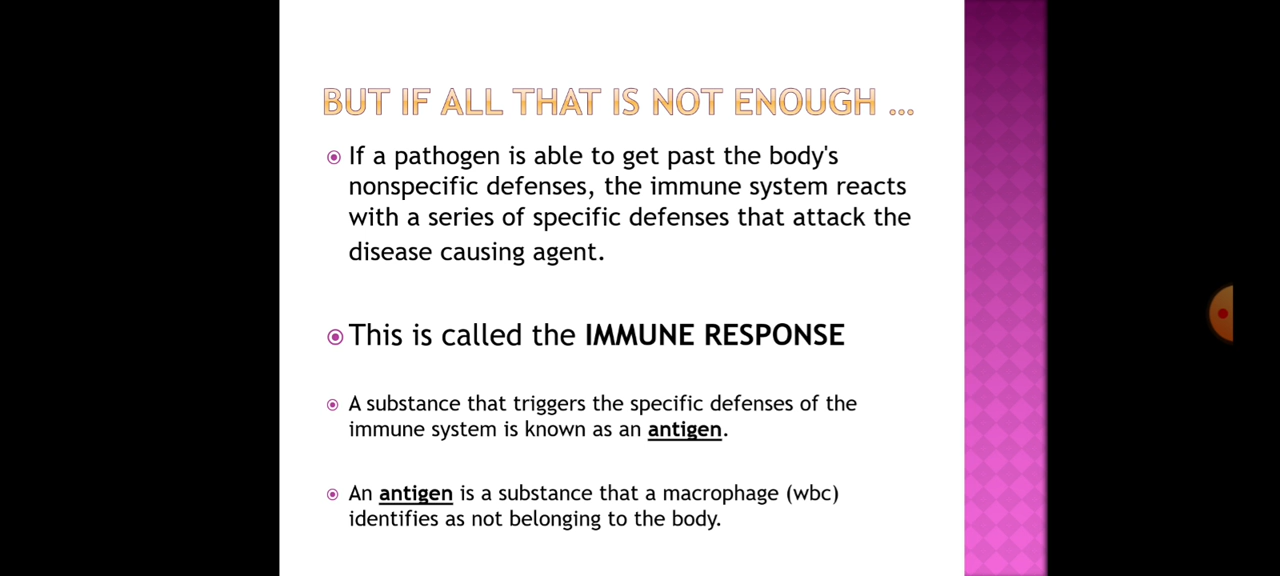 BUT IF ALL THAT IS NOT ENOUGH ...
If a pathogen is able to get past the body's
nonspecific defenses, the immune system reacts
with a series of specific defenses that attack the
disease causing agent.
This is called the IMMUNE RESPONSE
A substance that triggers the specific defenses of the
immune system is known as an antigen.
An antigen is a substance that a macrophage (wbc)
identifies as not belonging to the body.